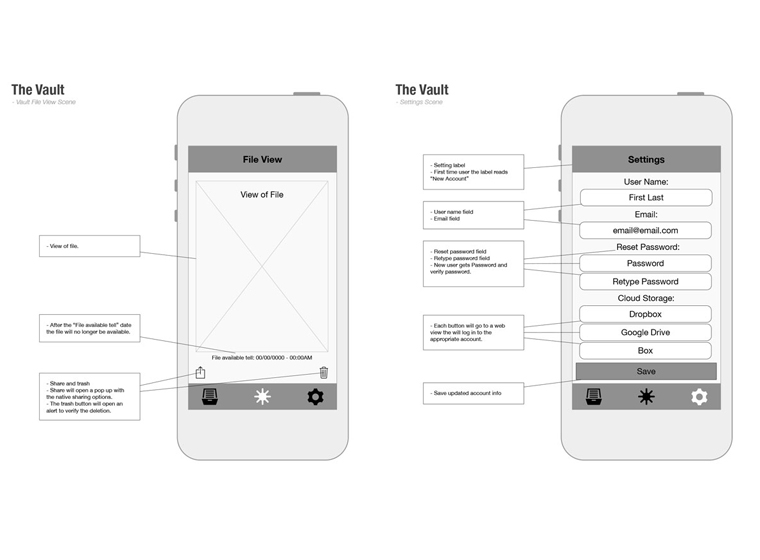 The Vault
- Vault File View Scene
File View
View of File
- View of file.
- After the "File available tell" date
the file will no longer be available.
File available tell: 00/00/0000 - 00:00AM
- Share and trash
- Share will open a pop up with
the native sharing options.
- The trash button will open an
alert to verify the deletion.
The Vault
- Settings Scene
- Setting label
- First time user the label reads
"New Account"
Settings
User Name:
First Last
- User name field
- Email field
Email:
email@email.com
- Reset password field
- Retype password field
- New user gets Password and
verify password.
Reset Password:
Password
Retype Password
Cloud Storage:
Dropbox
- Each button will go to a web
view the will log in to the
appropriate account.
Google Drive
Box
Save
- Save updated account info